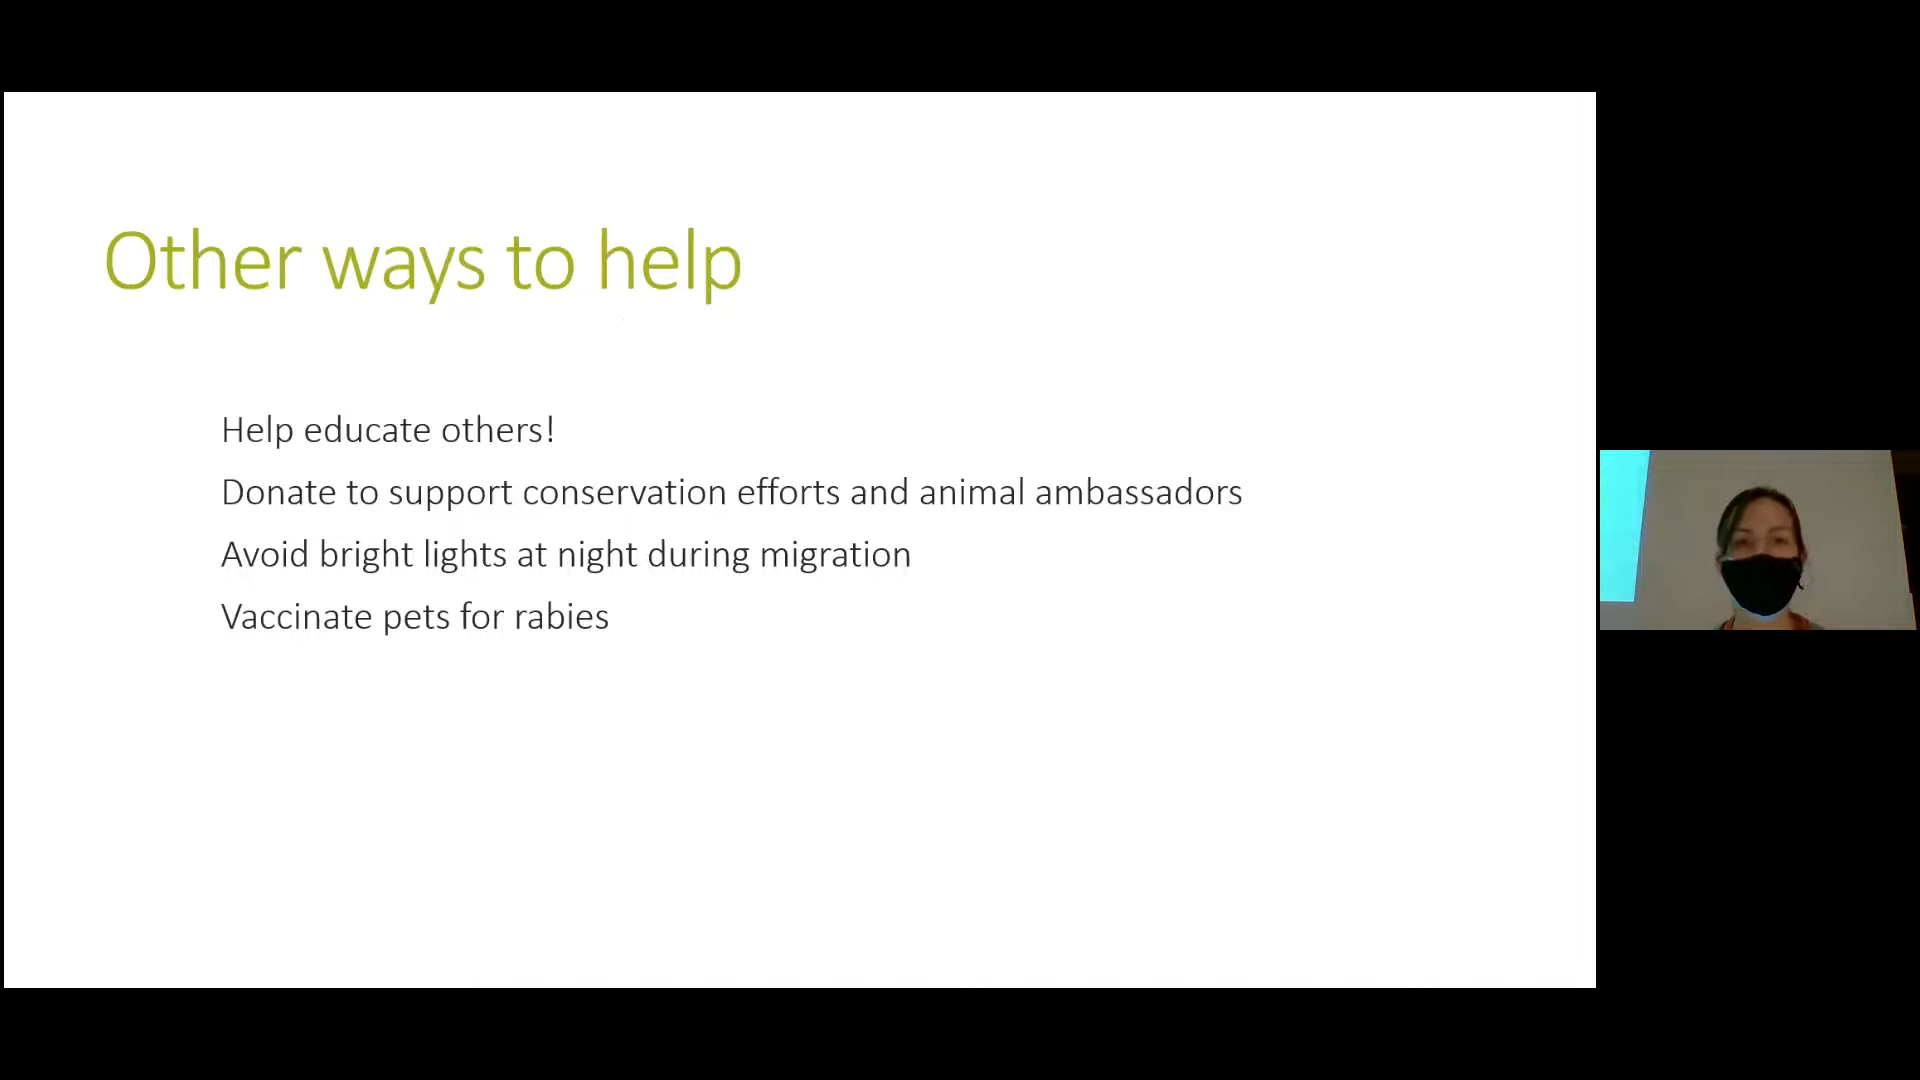 Other ways to help
Help educate others!
Donate to support conservation efforts and animal ambassadors
Avoid bright lights at night during migration
Vaccinate pets for rabies